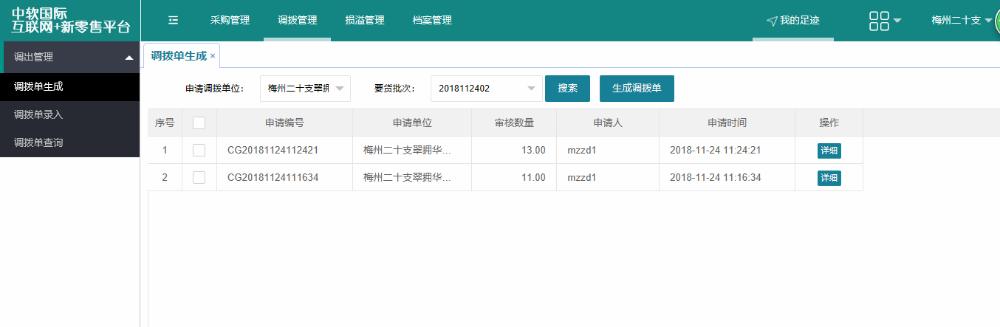 中软国际
互联网+新零售平台
采购管理 调拨管理 损溢管理 档案管理 我的足迹 梅州二十支
调出管理
调拨单生成
调拨单录入
调拨单查询
调拨单生成 ×
申请调拨单位: 梅州二十支翠拥 要货批次: 2018112402 搜索 生成调拨单
序号 申请编号 申请单位 审核数量 申请人 申请时间 操作
1 CG20181124112421 梅州二十支翠拥华... 13.00 mzzd1 2018-11-24 11:24:21 详细
2 CG20181124111634 梅州二十支翠拥华... 11.00 mzzd1 2018-11-24 11:16:34 详细